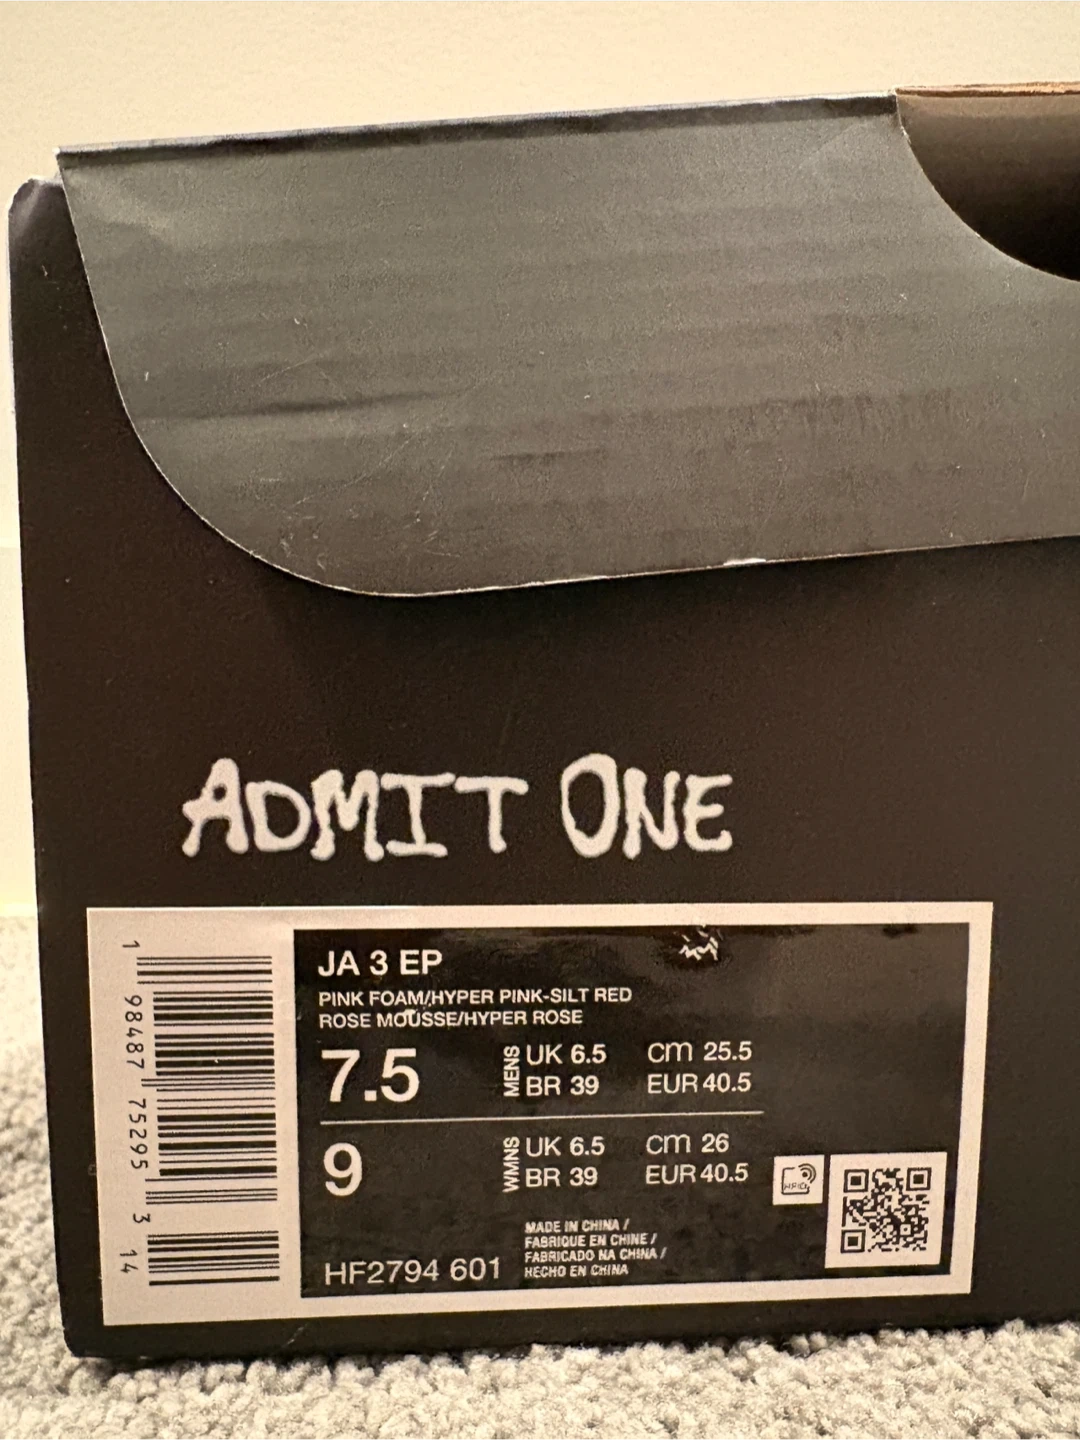 ADMIT ONE
1 98487 75295 3 14
JA 3 EP
PINK FOAM/HYPER PINK-SILT RED
ROSE MOUSSE/HYPER ROSE
7.5 MENS UK 6.5 cm 25.5
BR 39 EUR 40.5
9 WMNS UK 6.5 cm 26
BR 39 EUR 40.5
RFID
MADE IN CHINA /
FABRIQUE EN CHINE /
FABRICADO NA CHINA /
HECHO EN CHINA
HF2794 601